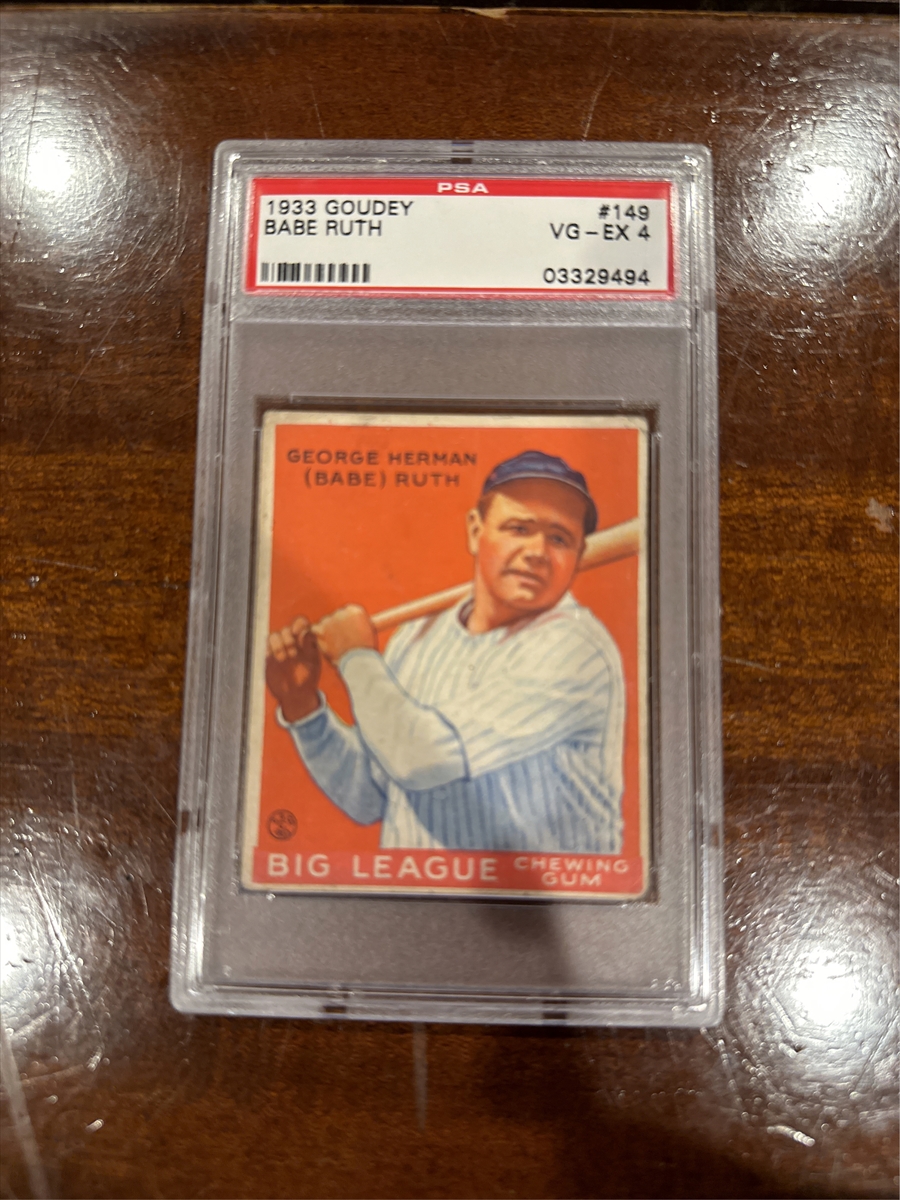 PSA
1933 GOUDEY #149
BABE RUTH VG-EX 4
03329494
GEORGE HERMAN
(BABE) RUTH
BIG LEAGUE CHEWING GUM